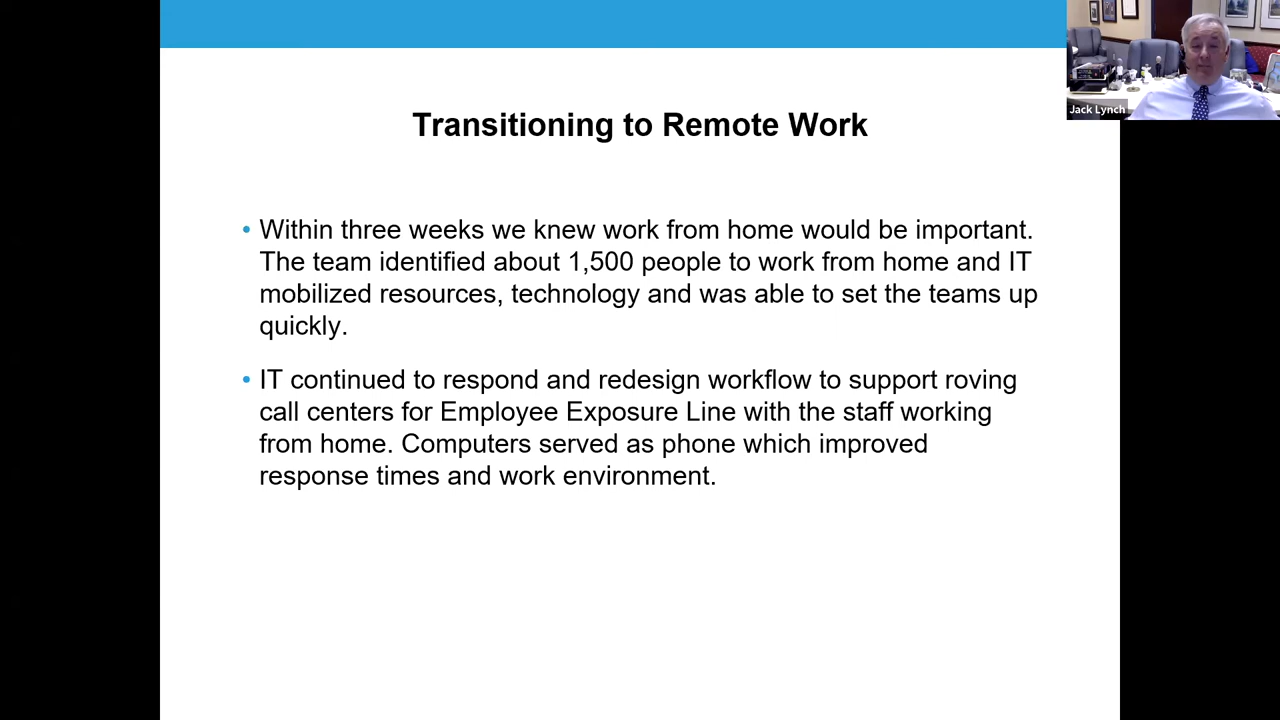 Jack Lynch
Transitioning to Remote Work
• Within three weeks we knew work from home would be important.
The team identified about 1,500 people to work from home and IT
mobilized resources, technology and was able to set the teams up
quickly.
• IT continued to respond and redesign workflow to support roving
call centers for Employee Exposure Line with the staff working
from home. Computers served as phone which improved
response times and work environment.